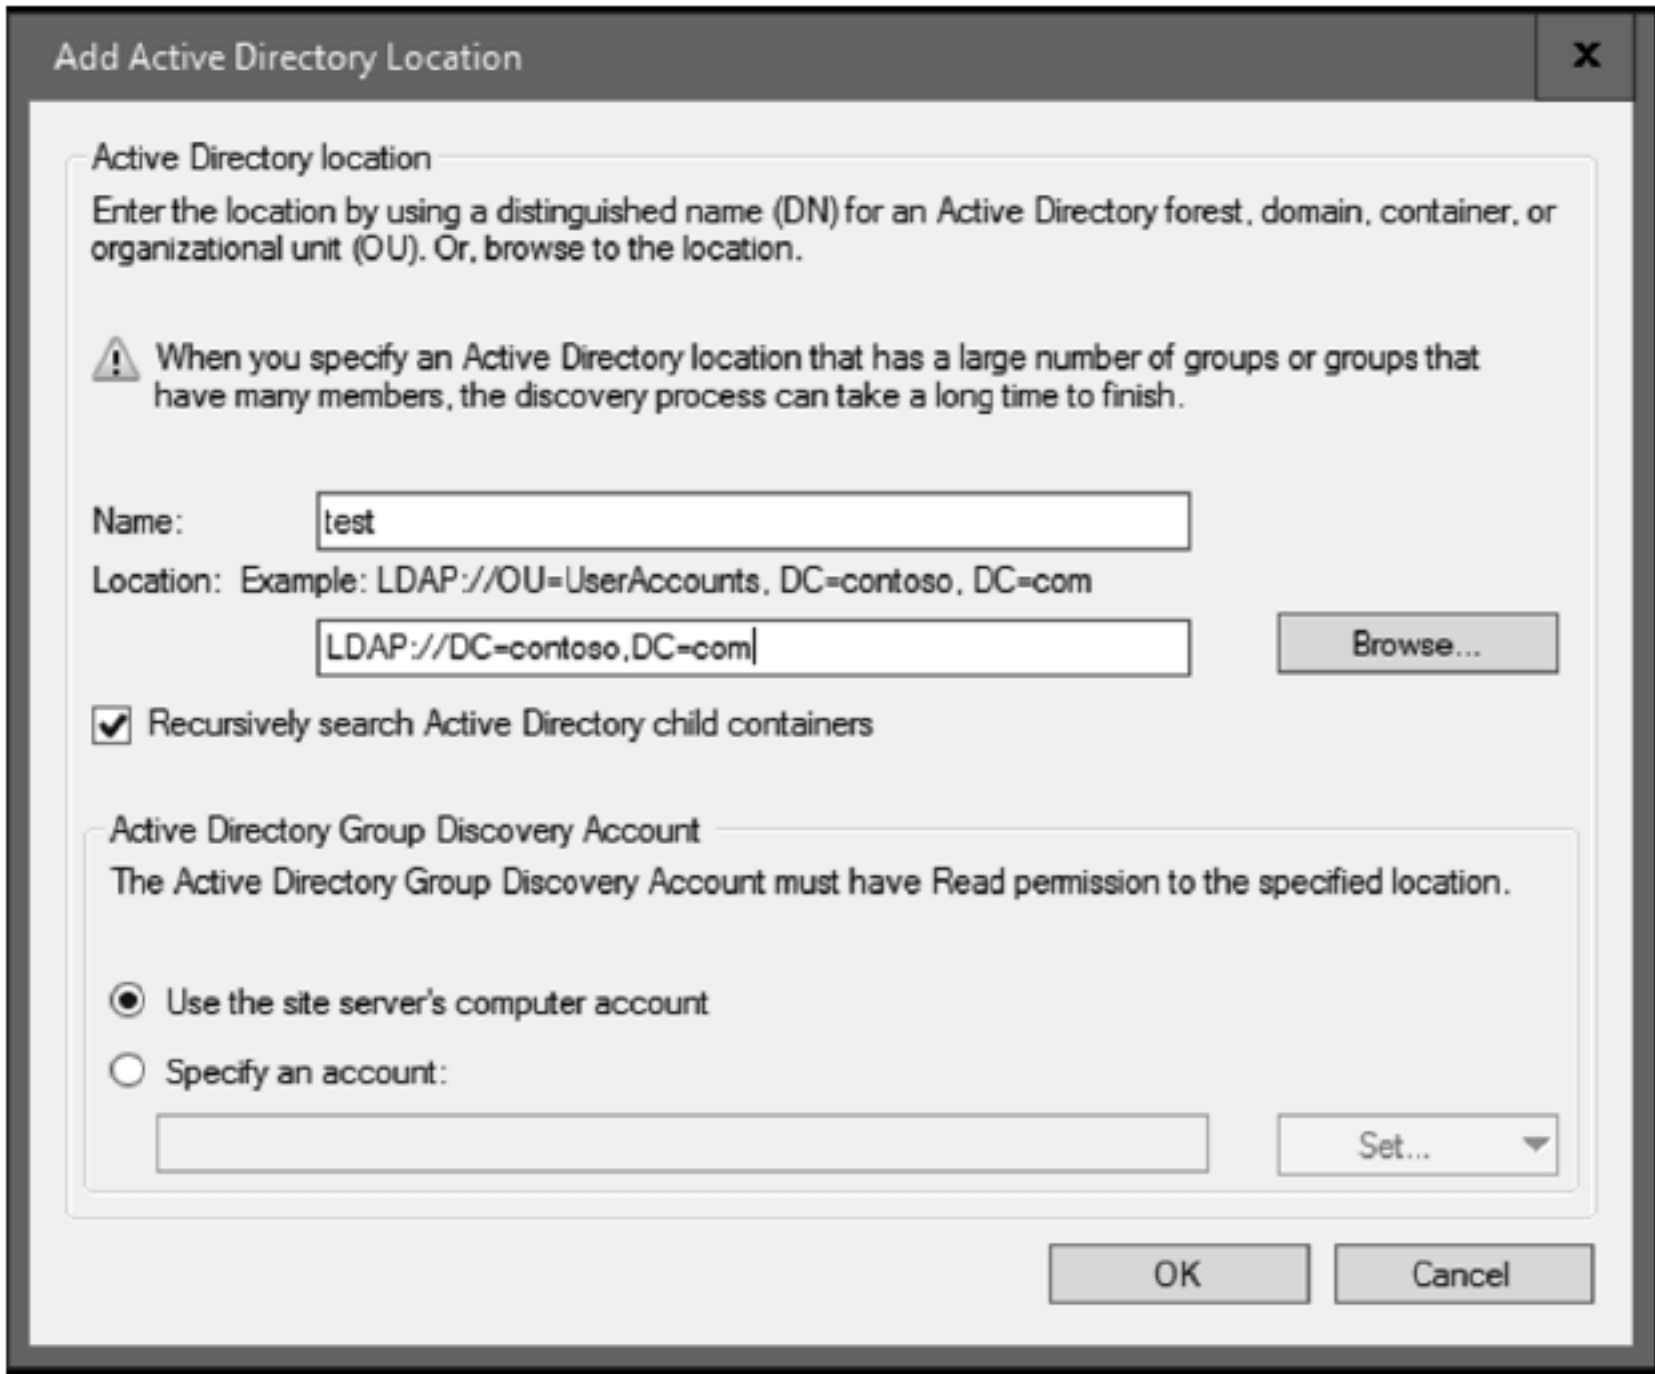 Add Active Directory Location
x
Active Directory location
Enter the location by using a distinguished name (DN) for an Active Directory forest, domain, container, or
organizational unit (OU). Or, browse to the location.
When you specify an Active Directory location that has a large number of groups or groups that
have many members, the discovery process can take a long time to finish.
Name: test
Location: Example: LDAP://OU=UserAccounts, DC=contoso, DC=com
LDAP://DC=contoso,DC=com Browse...
Recursively search Active Directory child containers
Active Directory Group Discovery Account
The Active Directory Group Discovery Account must have Read permission to the specified location.
Use the site server's computer account
Specify an account:
Set...
OK Cancel